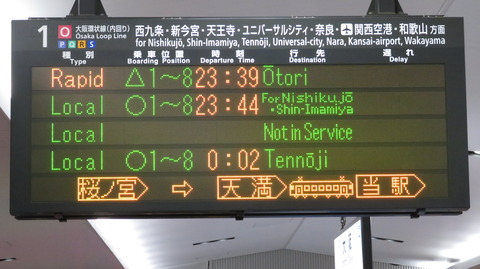 1 O 大阪環状線(内回り) 西九条・新今宮・天王寺・ユニバーサルシティ・奈良・関西空港・和歌山 方面
Osaka Loop Line for Nishikujō, Shin-Imamiya, Tennōji, Universal-city, Nara, Kansai-airport, Wakayama
P Q R S
種別 乗車位置 時刻 行先 遅れ
Type Boarding Position Departure Time Destination Delay
Rapid △1～8 23:39 Ōtori
Local ○1～8 23:44 For Nishikujō・Shin-Imamiya
Local Not in Service
Local ○1～8 0:02 Tennōji
桜ノ宮 ⇨ 天満 当駅